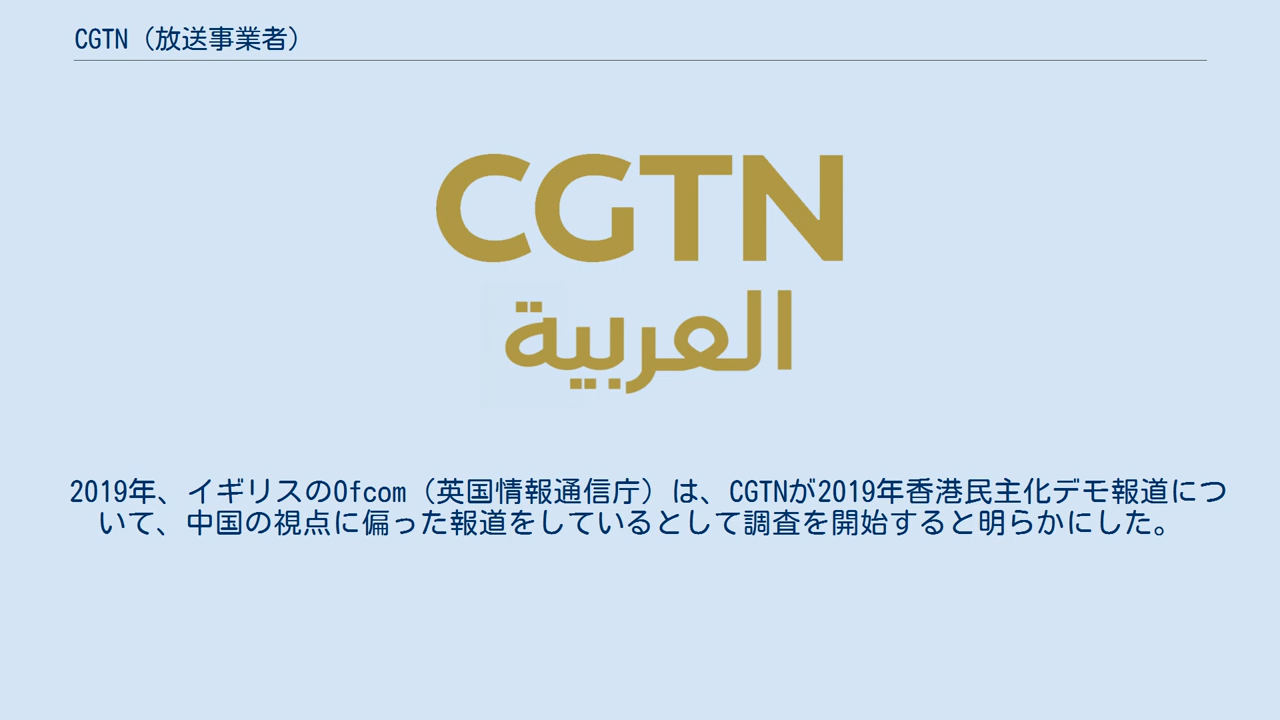 CGTN（放送事業者）
CGTN
العربية
2019年、イギリスのOfcom（英国情報通信庁）は、CGTNが2019年香港民主化デモ報道につ
いて、中国の視点に偏った報道をしているとして調査を開始すると明らかにした。